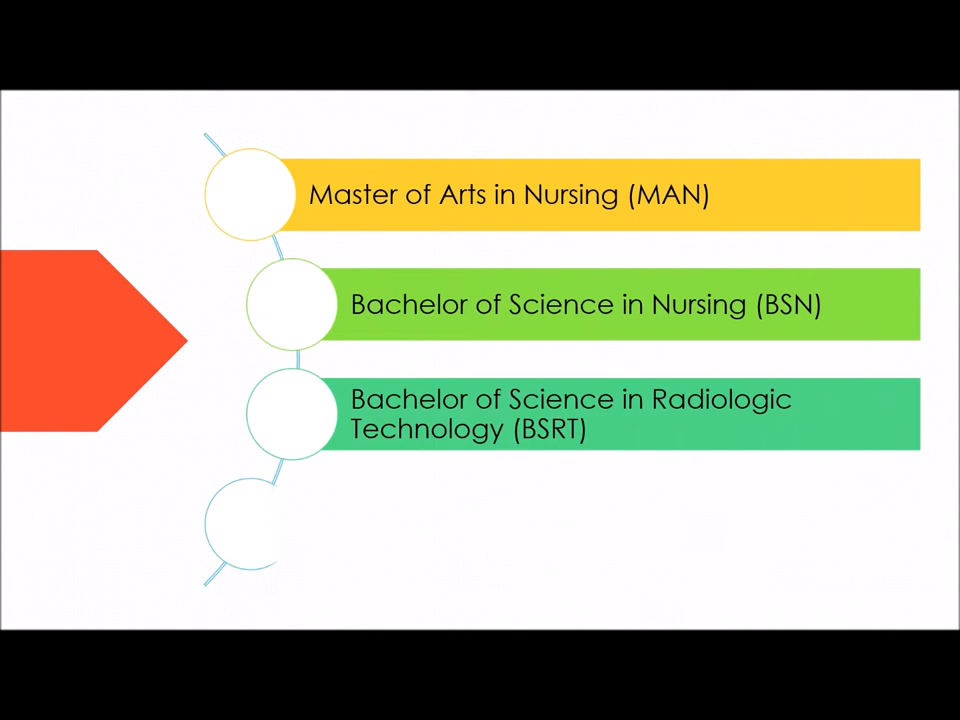 Master of Arts in Nursing (MAN)
Bachelor of Science in Nursing (BSN)
Bachelor of Science in Radiologic
Technology (BSRT)